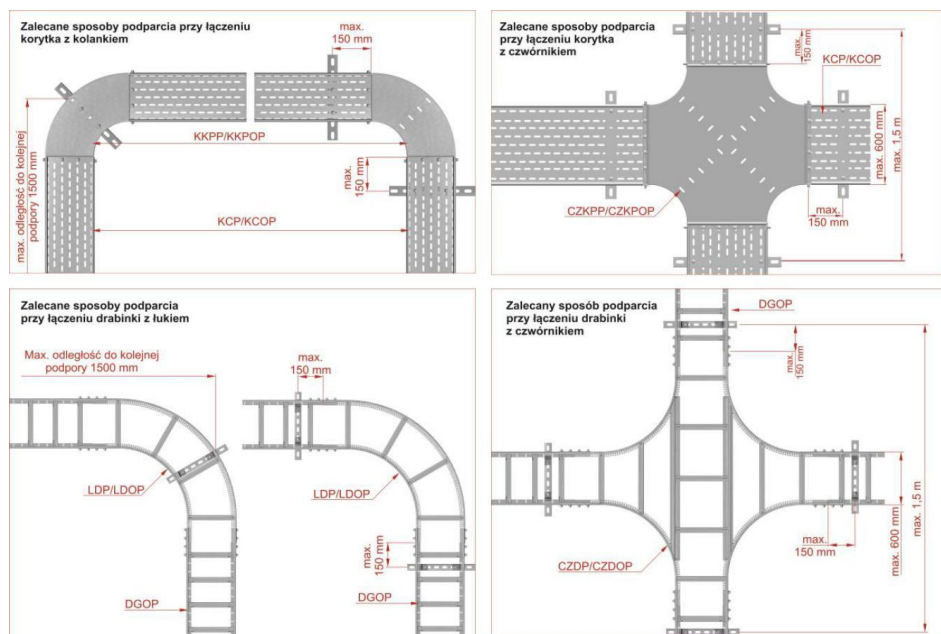 Zalecane sposoby podparcia przy łączeniu
korytka z kolankiem
max.
150 mm
max. odległość do kolejnej
podpory 1500 mm
KKPP/KKPOP
max.
150 mm
KCP/KCOP
Zalecane sposoby podparcia
przy łączeniu korytka
z czwórnikiem
max.
150 mm
KCP/KCOP
max. 600 mm
max. 1,5 m
CZKPP/CZKPOP
max.
150 mm
Zalecane sposoby podparcia
przy łączeniu drabinki z łukiem
Max. odległość do kolejnej
podpory 1500 mm
max.
150 mm
LDP/LDOP
LDP/LDOP
max.
150 mm
DGOP
DGOP
Zalecany sposób podparcia
przy łączeniu drabinki
z czwórnikiem
DGOP
max.
150 mm
max.
150 mm
max. 600 mm
max. 1,5 m
CZDP/CZDOP